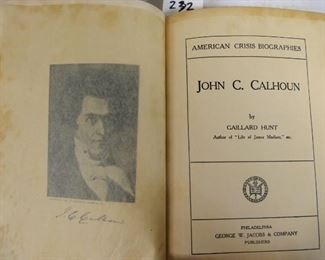 232
J. C. Calhoun
AMERICAN CRISIS BIOGRAPHIES
JOHN C. CALHOUN
by
GAILLARD HUNT
Author of "Life of James Madison," etc.
PHILADELPHIA
GEORGE W. JACOBS & COMPANY
PUBLISHERS